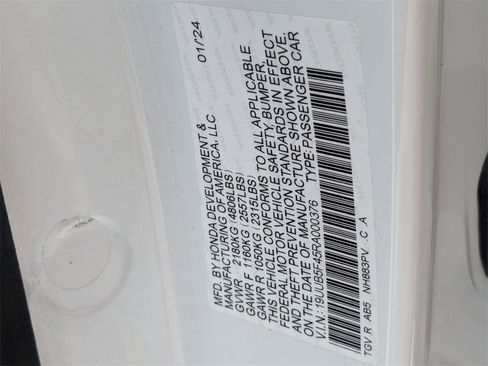 MFD. BY HONDA DEVELOPMENT & 01/24
MANUFACTURING OF AMERICA, LLC
GVWR 2180KG (4806LBS)
GAWR F 1160KG (2557LBS)
GAWR R 1050KG (2315LBS)
THIS VEHICLE CONFORMS TO ALL APPLICABLE
FEDERAL MOTOR VEHICLE SAFETY, BUMPER,
AND THEFT PREVENTION STANDARDS IN EFFECT
ON THE DATE OF MANUFACTURE SHOWN ABOVE.
V.I.N.: 19UUB5F45RA000376 TYPE:PASSENGER CAR
TGV R AB5 NH883PV .C .A